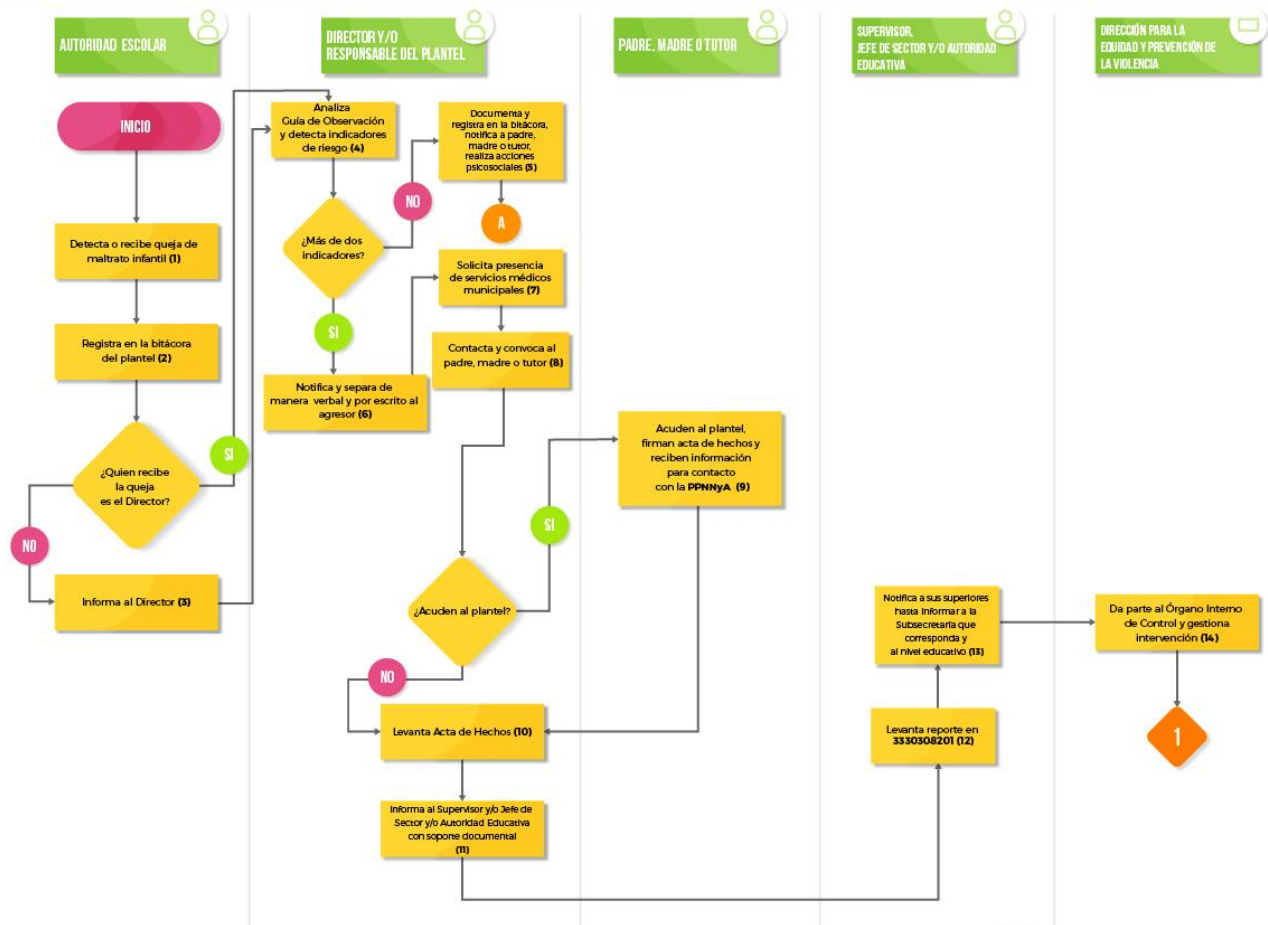 AUTORIDAD ESCOLAR
DIRECTOR Y/O
RESPONSABLE DEL PLANTEL
PADRE, MADRE O TUTOR
SUPERVISOR,
JEFE DE SECTOR Y/O AUTORIDAD
EDUCATIVA
DIRECCIÓN PARA LA
EQUIDAD Y PREVENCIÓN DE
LA VIOLENCIA
INICIO
Detecta o recibe queja de
maltrato infantil (1)
Registra en la bitácora
del plantel (2)
¿Quien recibe
la queja
es el Director?
SI
NO
Informa al Director (3)
Analiza
Guía de Observación
y detecta indicadores
de riesgo (4)
¿Más de dos
indicadores?
NO
SI
Documenta y
registra en la bitácora,
notifica a padre,
madre o tutor,
realiza acciones
psicosociales (5)
A
Notifica y separa de
manera verbal y por escrito al
agresor (6)
Solicita presencia
de servicios médicos
municipales (7)
Contacta y convoca al
padre, madre o tutor (8)
¿Acuden al plantel?
SI
NO
Acuden al plantel,
firman acta de hechos y
reciben información
para contacto
con la PPNNyA (9)
Levanta Acta de Hechos (10)
Informa al Supervisor y/o Jefe de
Sector y/o Autoridad Educativa
con soporte documental
(11)
Levanta reporte en
3330308201 (12)
Notifica a sus superiores
hasta informar a la
Subsecretaría que
corresponda y
al nivel educativo (13)
Da parte al Órgano Interno
de Control y gestiona
intervención (14)
1